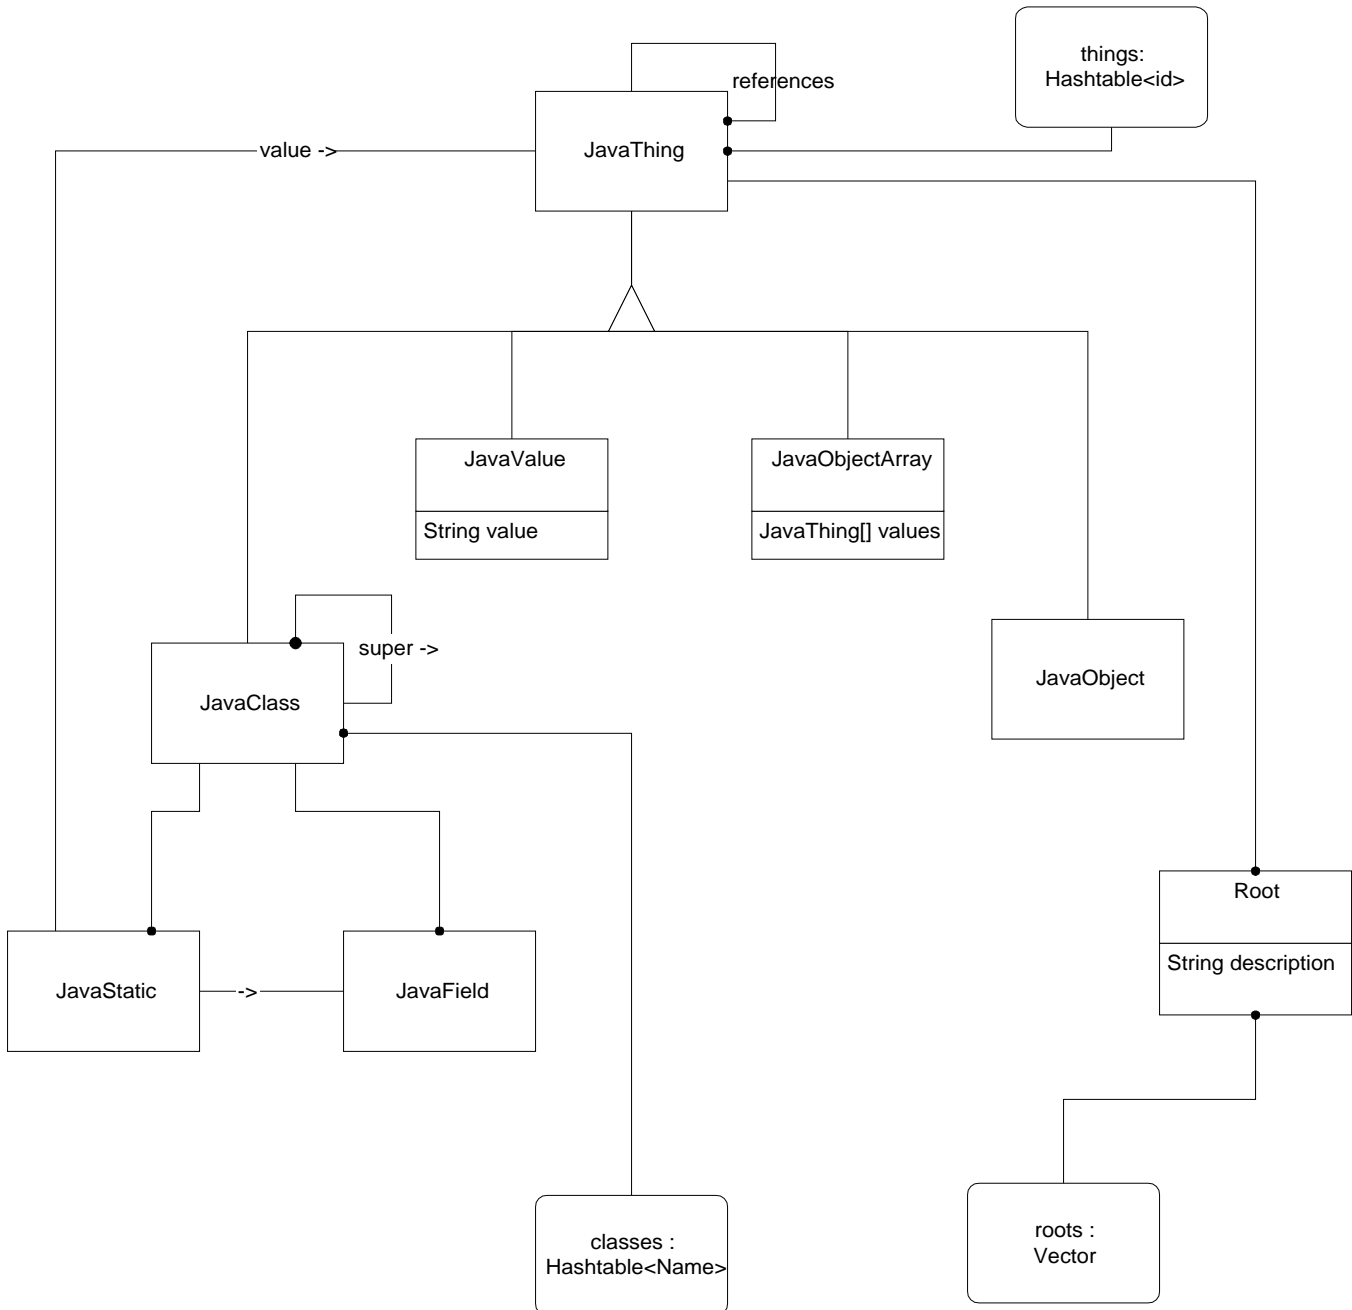 things:
Hashtable<id>
references
JavaThing
value ->
JavaValue
String value
JavaObjectArray
JavaThing[] values
super ->
JavaClass
JavaObject
Root
String description
JavaStatic
->
JavaField
classes :
Hashtable<Name>
roots :
Vector